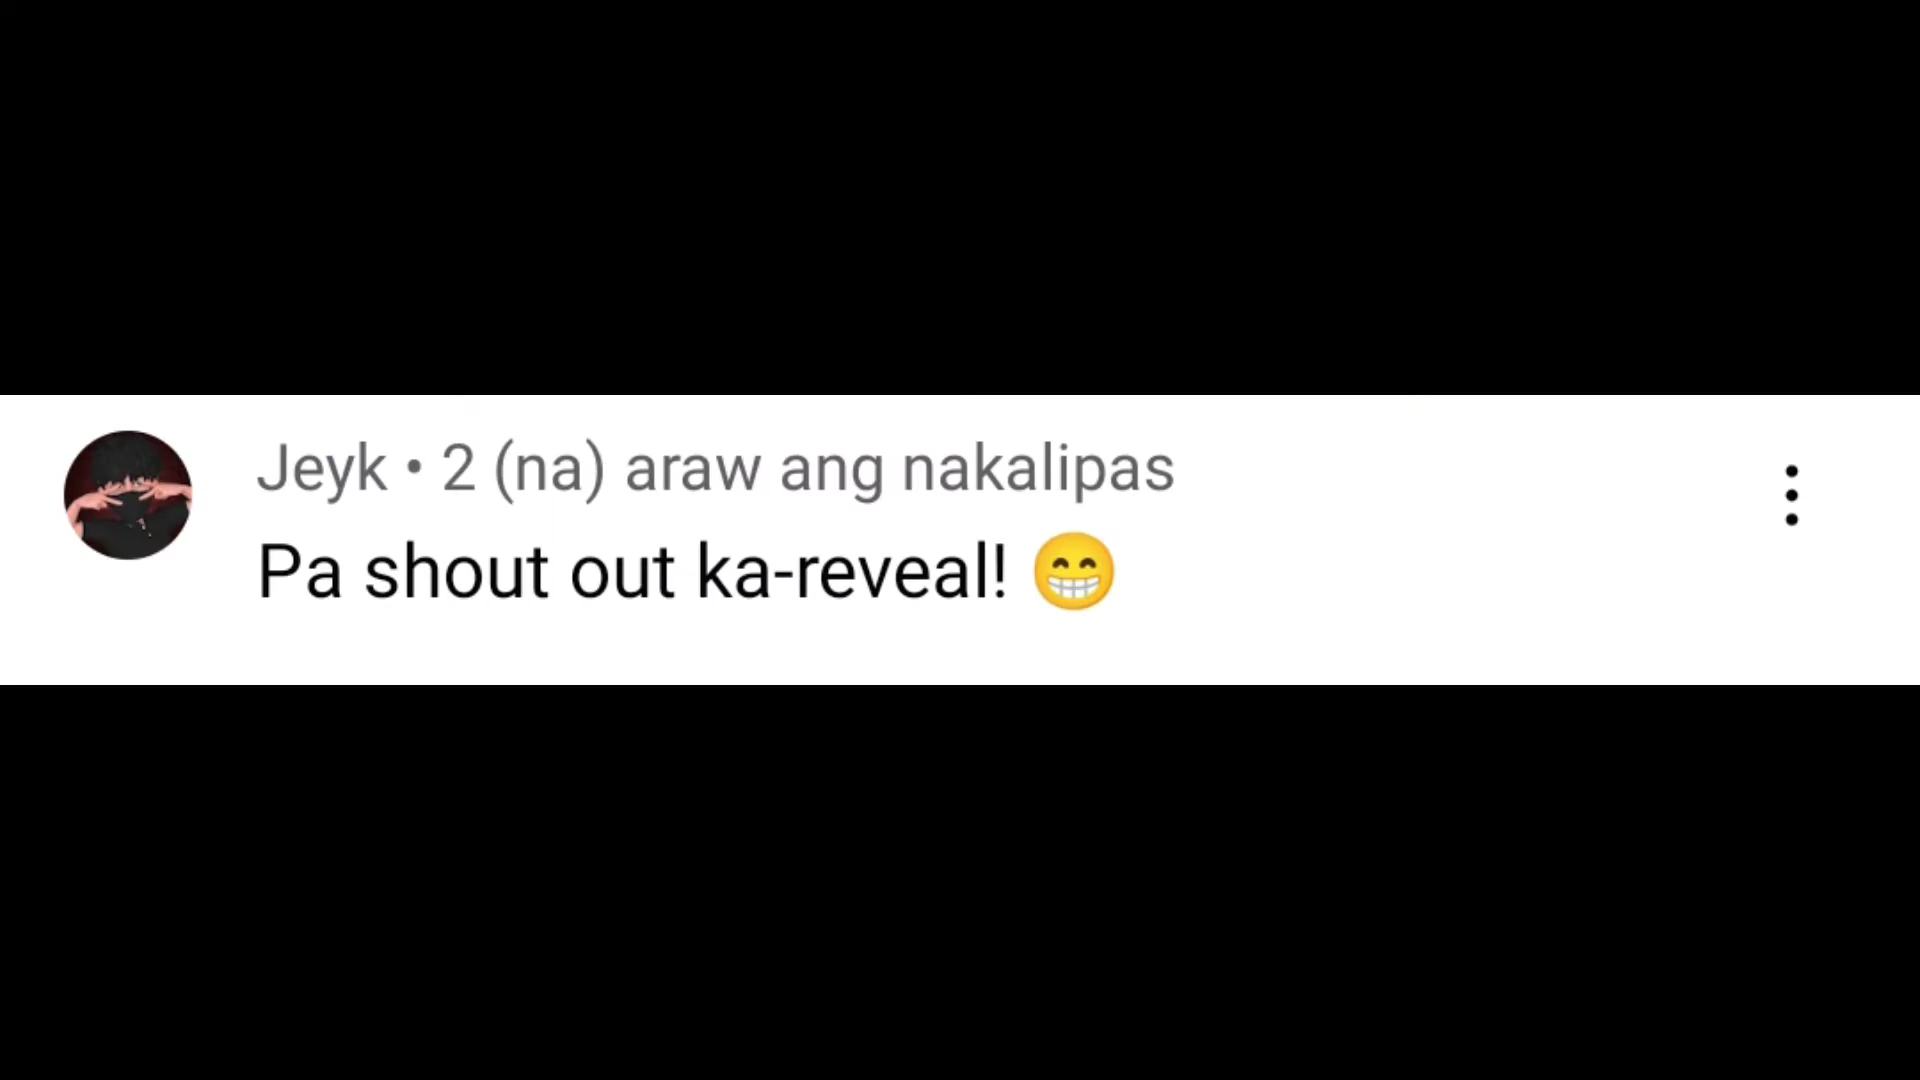 Jeyk • 2 (na) araw ang nakalipas
Pa shout out ka-reveal! 😁